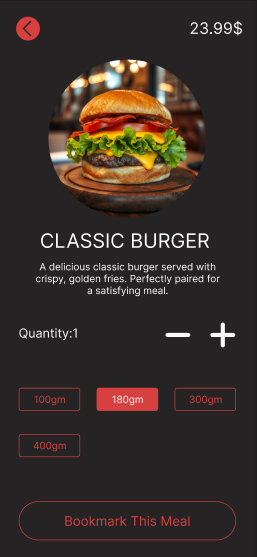 23.99$
CLASSIC BURGER
A delicious classic burger served with
crispy, golden fries. Perfectly paired for
a satisfying meal.
Quantity:1
100gm 180gm 300gm
400gm
Bookmark This Meal